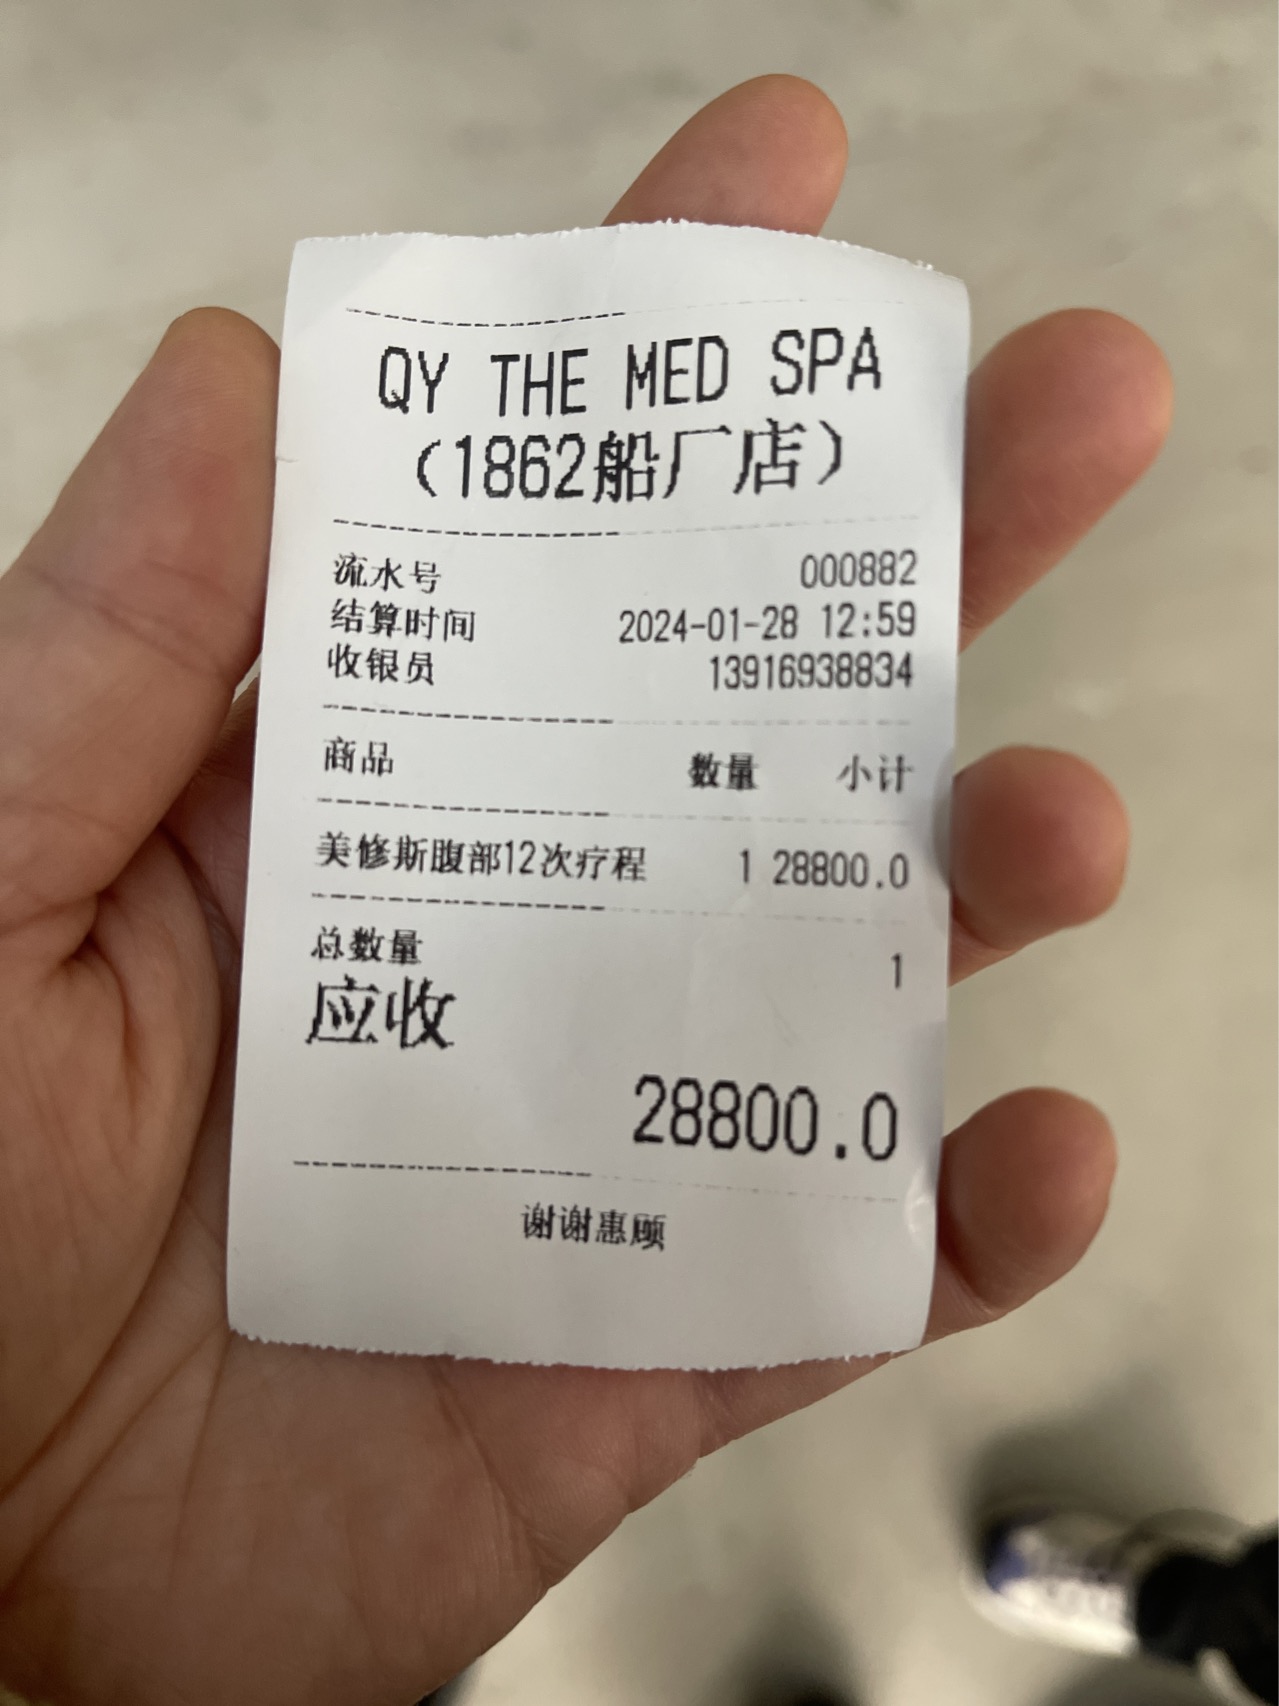 QY THE MED SPA
（1862船厂店）
流水号 000882
结算时间 2024-01-28 12:59
收银员 13916938834
商品 数量 小计
美修斯腹部12次疗程 1 28800.0
总数量 1
应收
28800.0
谢谢惠顾